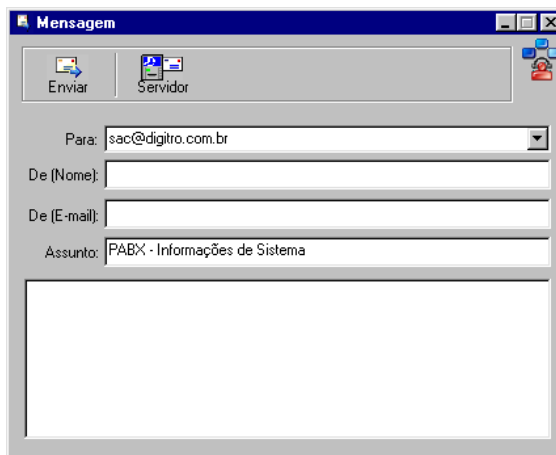 Mensagem
Enviar Servidor
Para: sac@digitro.com.br
De (Nome):
De (E-mail):
Assunto: PABX - Informações de Sistema